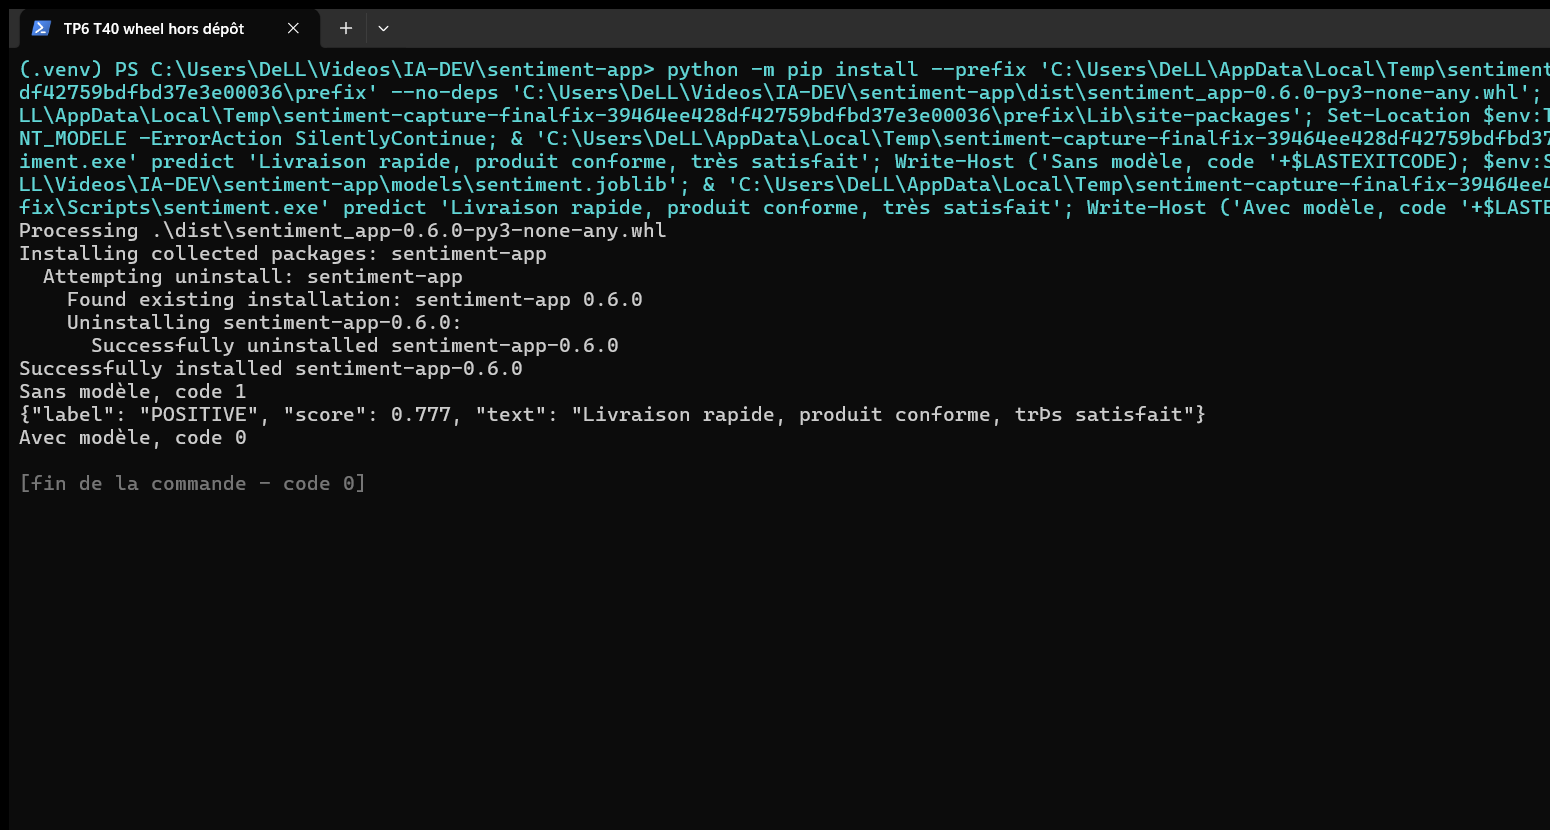 TP6 T40 wheel hors dépôt
(.venv) PS C:\Users\DeLL\Videos\IA-DEV\sentiment-app> python -m pip install --prefix 'C:\Users\DeLL\AppData\Local\Temp\sentiment
df42759bdfbd37e3e00036\prefix' --no-deps 'C:\Users\DeLL\Videos\IA-DEV\sentiment-app\dist\sentiment_app-0.6.0-py3-none-any.whl';
LL\AppData\Local\Temp\sentiment-capture-finalfix-39464ee428df42759bdfbd37e3e00036\prefix\Lib\site-packages'; Set-Location $env:T
NT_MODELE -ErrorAction SilentlyContinue; & 'C:\Users\DeLL\AppData\Local\Temp\sentiment-capture-finalfix-39464ee428df42759bdfbd37
iment.exe' predict 'Livraison rapide, produit conforme, très satisfait'; Write-Host ('Sans modèle, code '+$LASTEXITCODE); $env:S
LL\Videos\IA-DEV\sentiment-app\models\sentiment.joblib'; & 'C:\Users\DeLL\AppData\Local\Temp\sentiment-capture-finalfix-39464ee4
fix\Scripts\sentiment.exe' predict 'Livraison rapide, produit conforme, très satisfait'; Write-Host ('Avec modèle, code '+$LASTE
Processing .\dist\sentiment_app-0.6.0-py3-none-any.whl
Installing collected packages: sentiment-app
  Attempting uninstall: sentiment-app
    Found existing installation: sentiment-app 0.6.0
    Uninstalling sentiment-app-0.6.0:
      Successfully uninstalled sentiment-app-0.6.0
Successfully installed sentiment-app-0.6.0
Sans modèle, code 1
{"label": "POSITIVE", "score": 0.777, "text": "Livraison rapide, produit conforme, trÞs satisfait"}
Avec modèle, code 0
[fin de la commande - code 0]